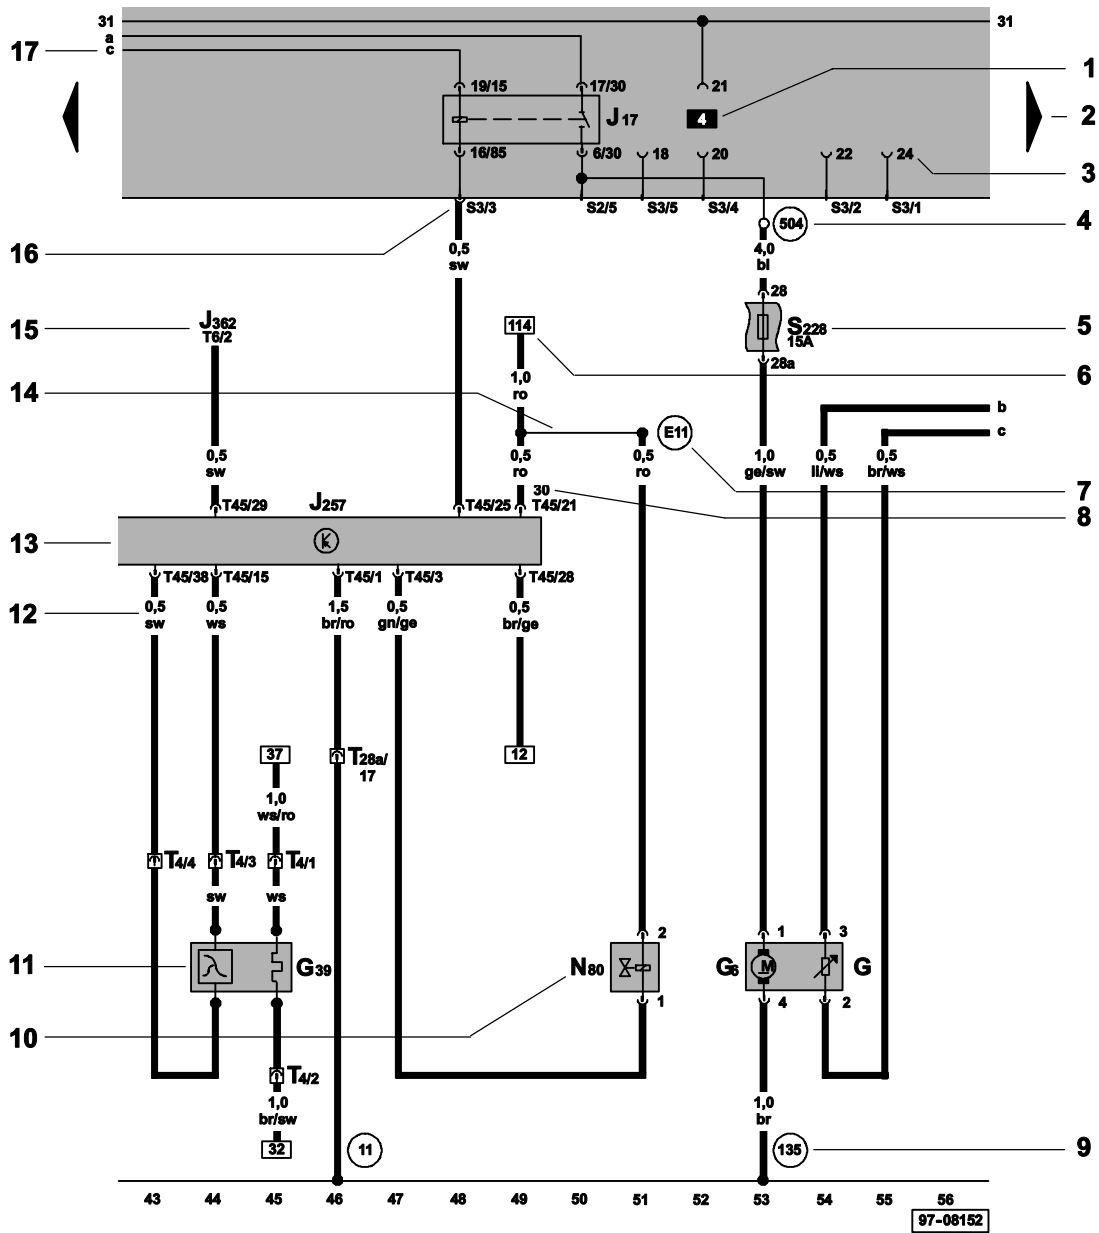 31 31
a
17 c
19/15 17/30 21 1
J17 4 2
16/85 6/30 18 20 22 24 3
S3/3 S2/5 S3/5 S3/4 S3/2 S3/1
504 4
16 0,5 4,0
sw bl
28
15 J362 114 S228 5
T6/2 15A
28a
6
1,0
14 ro
b
E11 c
0,5 0,5 0,5 1,0 0,5 0,5
sw ro ro ge/sw li/ws br/ws
30 7
T45/29 J257 T45/25 T45/21 8
13
T45/38 T45/15 T45/1 T45/3 T45/28
12 0,5 0,5 1,5 0,5 0,5
sw ws br/ro gn/ge br/ge
37 T28a/ 12
17
1,0
ws/ro
T4/4 T4/3 T4/1
sw ws
2 1 3
11 G39 N80 G6 M G
1 4 2
10
T4/2
1,0 1,0
br/sw br
32 11 135 9
43 44 45 46 47 48 49 50 51 52 53 54 55 56
97-08152